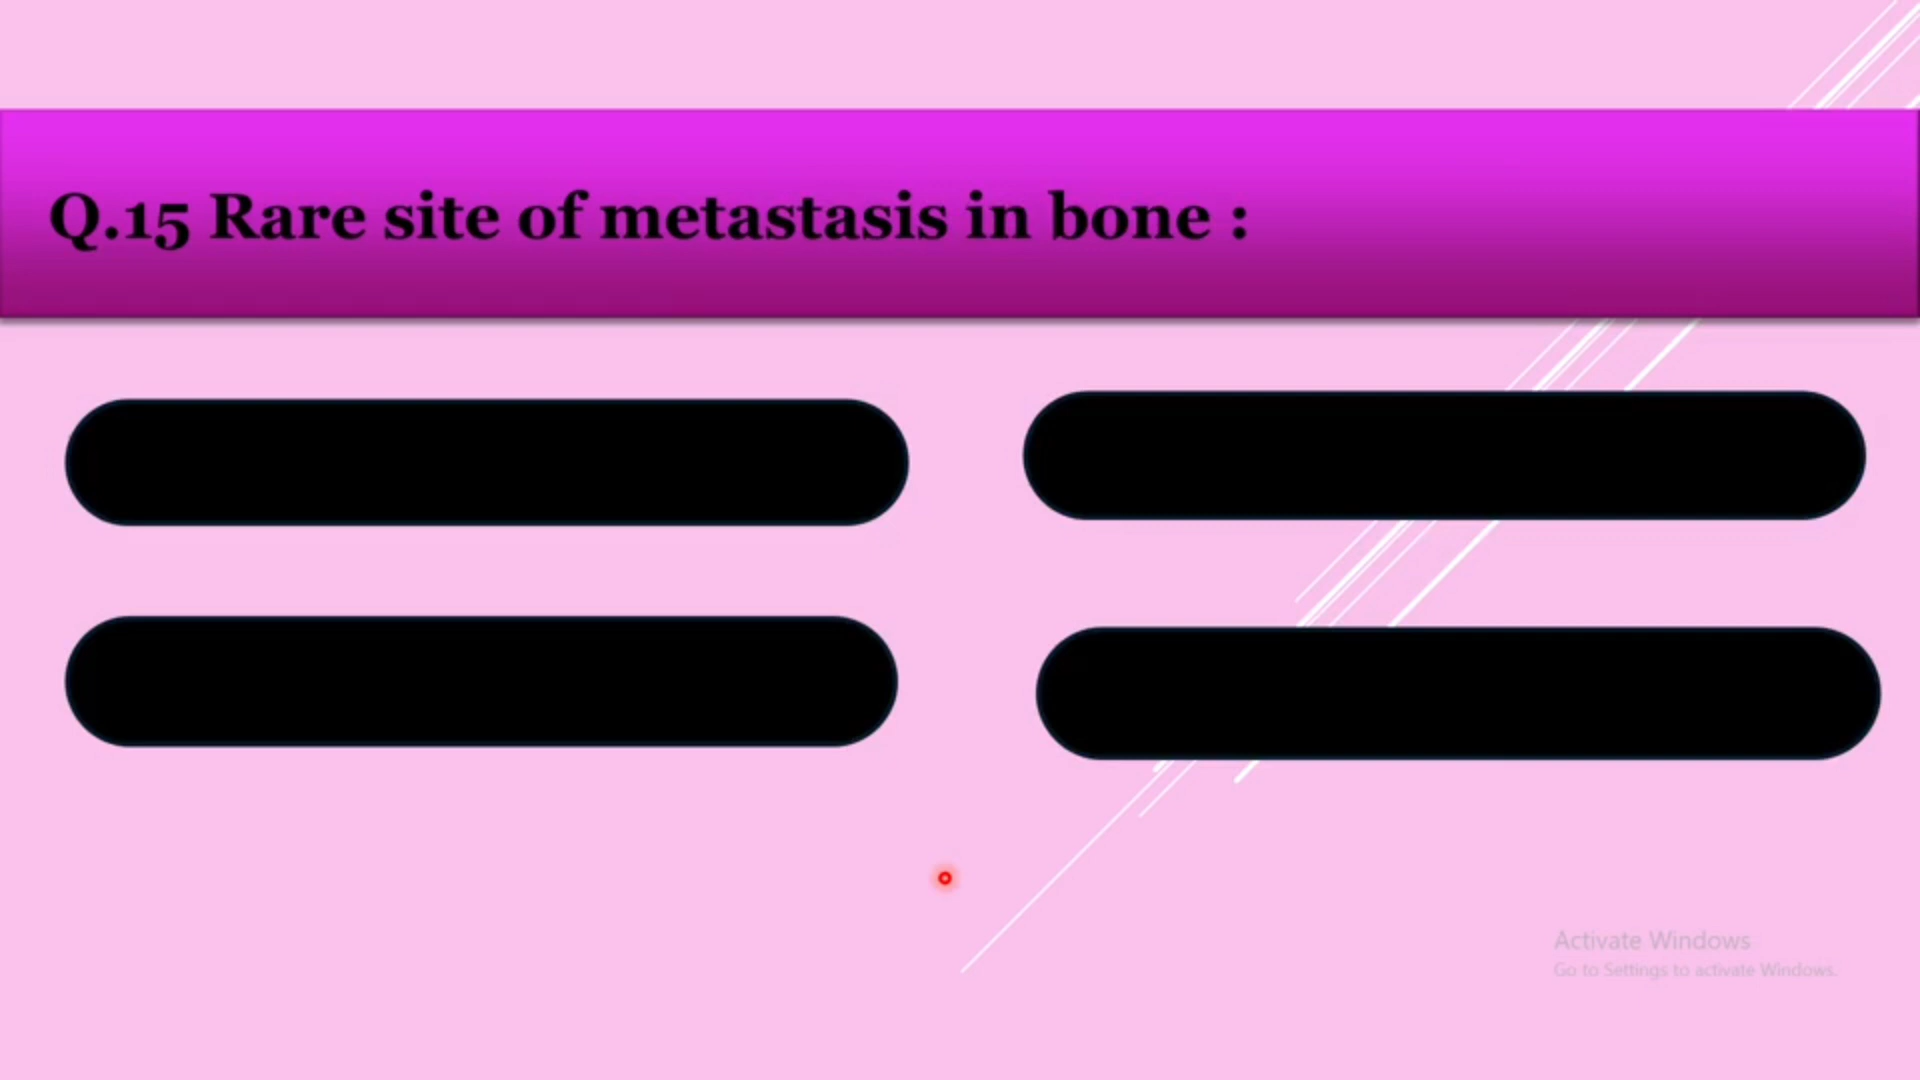 Q.15 Rare site of metastasis in bone :
Activate Windows
Go to Settings to activate Windows.